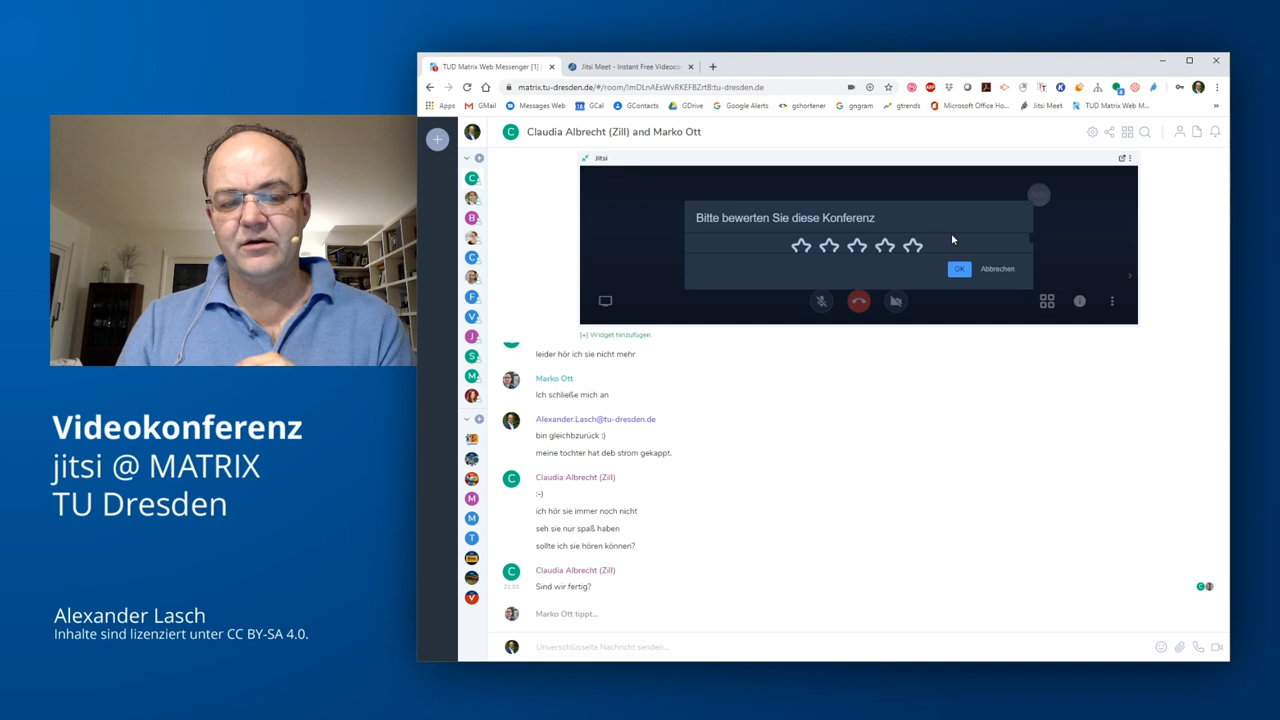 TUD Matrix Web Messenger [1]
Jitsi Meet - Instant Free Videoco
matrix.tu-dresden.de/#/room/!mDLnAEsWvRKEFBZrtB:tu-dresden.de
Apps
GMail
Messages Web
GCal
GContacts
GDrive
Google Alerts
gshortener
gngram
gtrends
Microsoft Office Ho...
Jitsi Meet
TUD Matrix Web M...
C Claudia Albrecht (Zill) and Marko Ott
Jitsi
Bitte bewerten Sie diese Konferenz
OK Abbrechen
[+] Widget hinzufügen
leider hör ich sie nicht mehr
Marko Ott
Ich schließe mich an
Alexander.Lasch@tu-dresden.de
bin gleichbzurück :)
meine tochter hat deb strom gekappt.
Claudia Albrecht (Zill)
:-)
ich hör sie immer noch nicht
seh sie nur spaß haben
sollte ich sie hören können?
Claudia Albrecht (Zill)
21:03 Sind wir fertig?
Marko Ott tippt...
Unverschlüsselte Nachricht senden...
Videokonferenz
jitsi @ MATRIX
TU Dresden
Alexander Lasch
Inhalte sind lizenziert unter CC BY-SA 4.0.